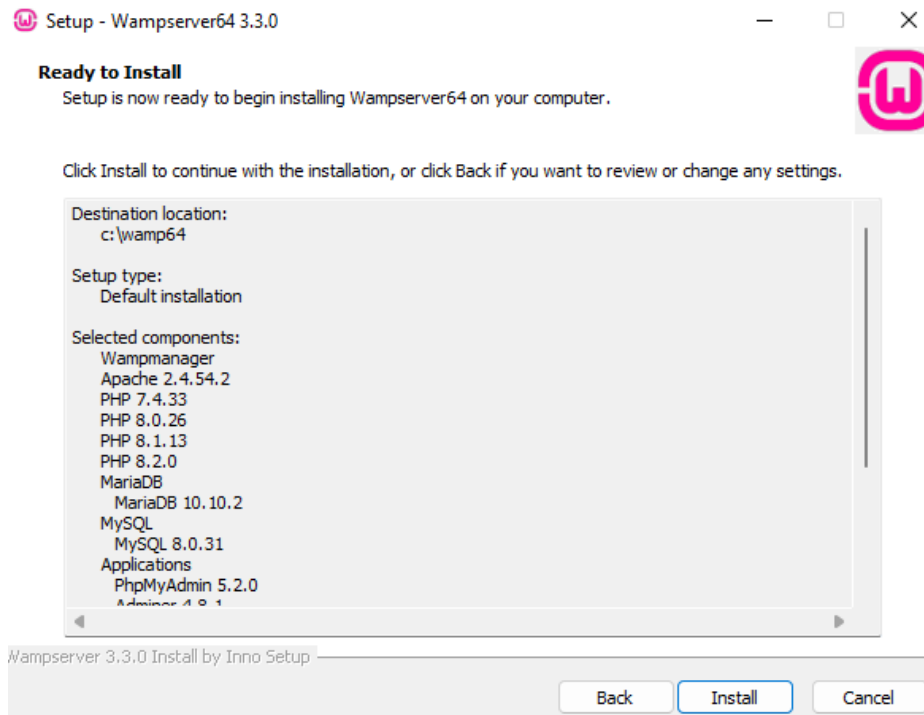 Setup - Wampserver64 3.3.0
Ready to Install
Setup is now ready to begin installing Wampserver64 on your computer.
Click Install to continue with the installation, or click Back if you want to review or change any settings.
Destination location:
c:\wamp64
Setup type:
Default installation
Selected components:
Wampmanager
Apache 2.4.54.2
PHP 7.4.33
PHP 8.0.26
PHP 8.1.13
PHP 8.2.0
MariaDB
MariaDB 10.10.2
MySQL
MySQL 8.0.31
Applications
PhpMyAdmin 5.2.0
Adminer 4.8.1
Wampserver 3.3.0 Install by Inno Setup
Back
Install
Cancel